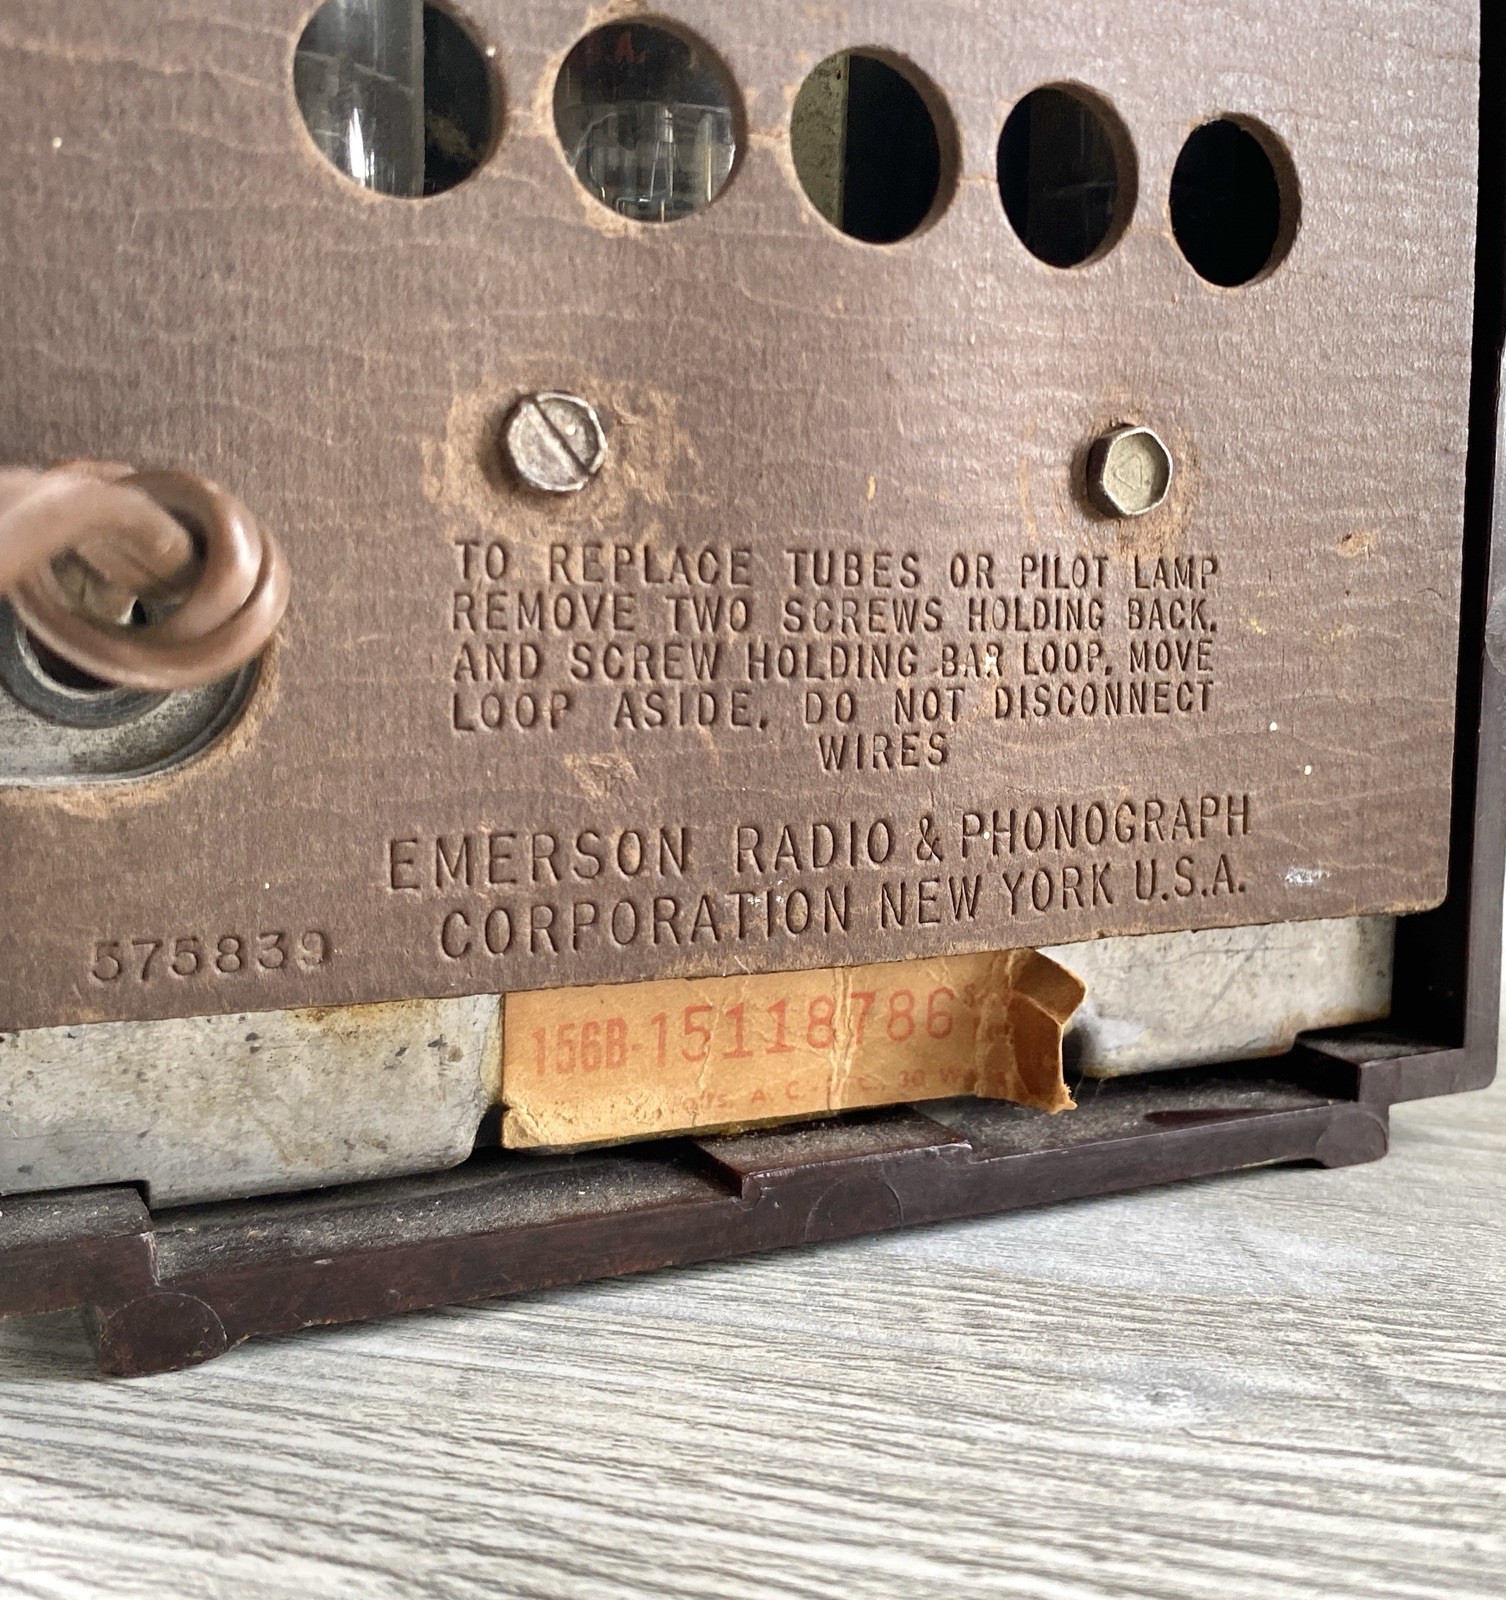 TO REPLACE TUBES OR PILOT LAMP
REMOVE TWO SCREWS HOLDING BACK,
AND SCREW HOLDING BAR LOOP, MOVE
LOOP ASIDE. DO NOT DISCONNECT
WIRES
EMERSON RADIO & PHONOGRAPH
CORPORATION NEW YORK U.S.A.
575839
156B-15118786
A.C. 30